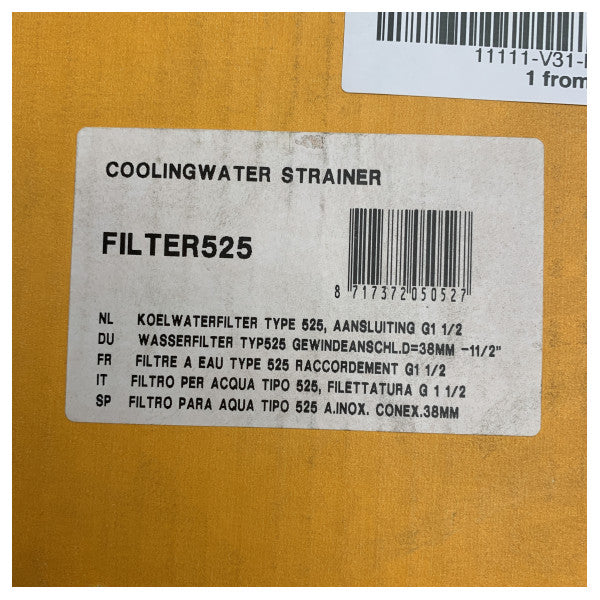 11111-V31-
1 from
COOLINGWATER STRAINER
FILTER525
8 717372 050527
NL KOELWATERFILTER TYPE 525, AANSLUITING G1 1/2
DU WASSERFILTER TYP525 GEWINDEANSCHL.D=38MM -11/2"
FR FILTRE A EAU TYPE 525 RACCORDEMENT G1 1/2
IT FILTRO PER ACQUA TIPO 525, FILETTATURA G 1 1/2
SP FILTRO PARA AQUA TIPO 525 A.INOX. CONEX.38MM